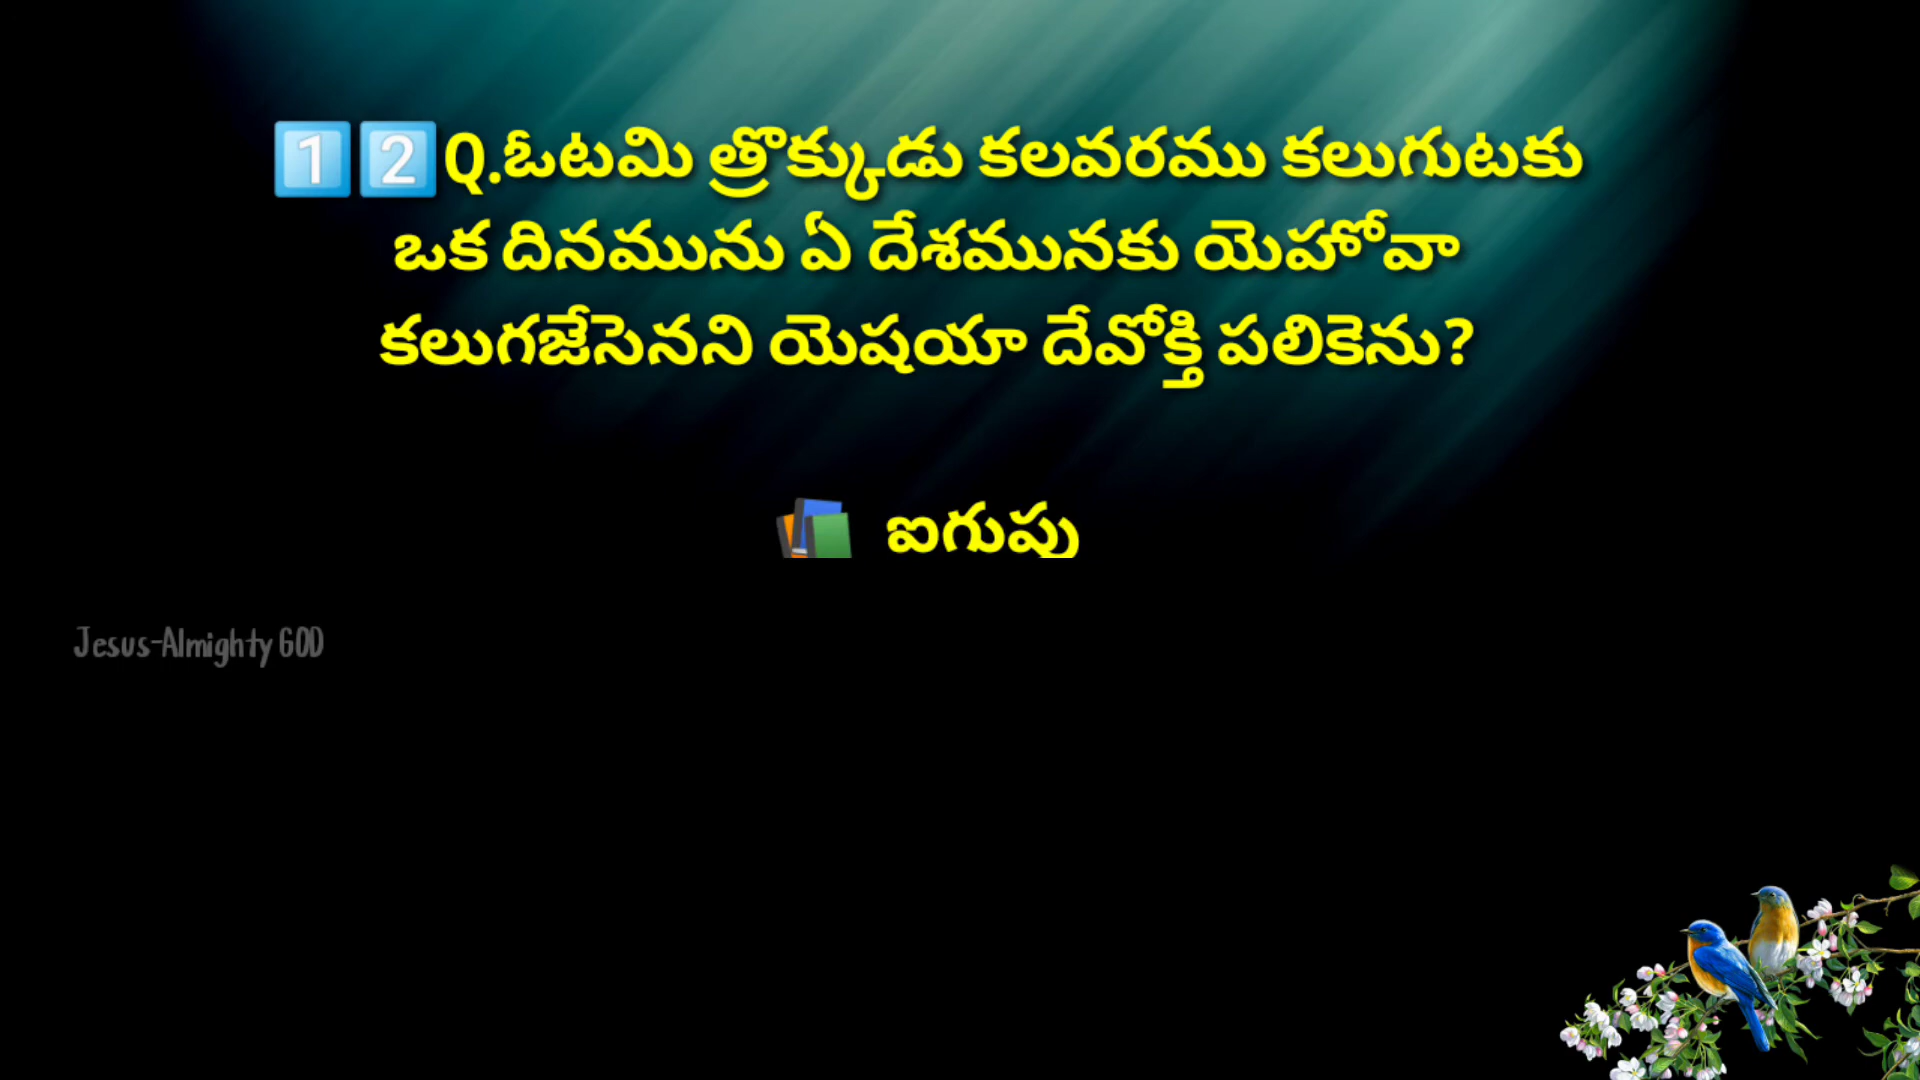 1️⃣2️⃣Q.ఓటమి త్రొక్కుడు కలవరము కలుగుటకు
ఒక దినమును ఏ దేశమునకు యెహోవా
కలుగజేసెనని యెషయా దేవోక్తి పలికెను?
📚 ఐగుపు
Jesus-Almighty GOD